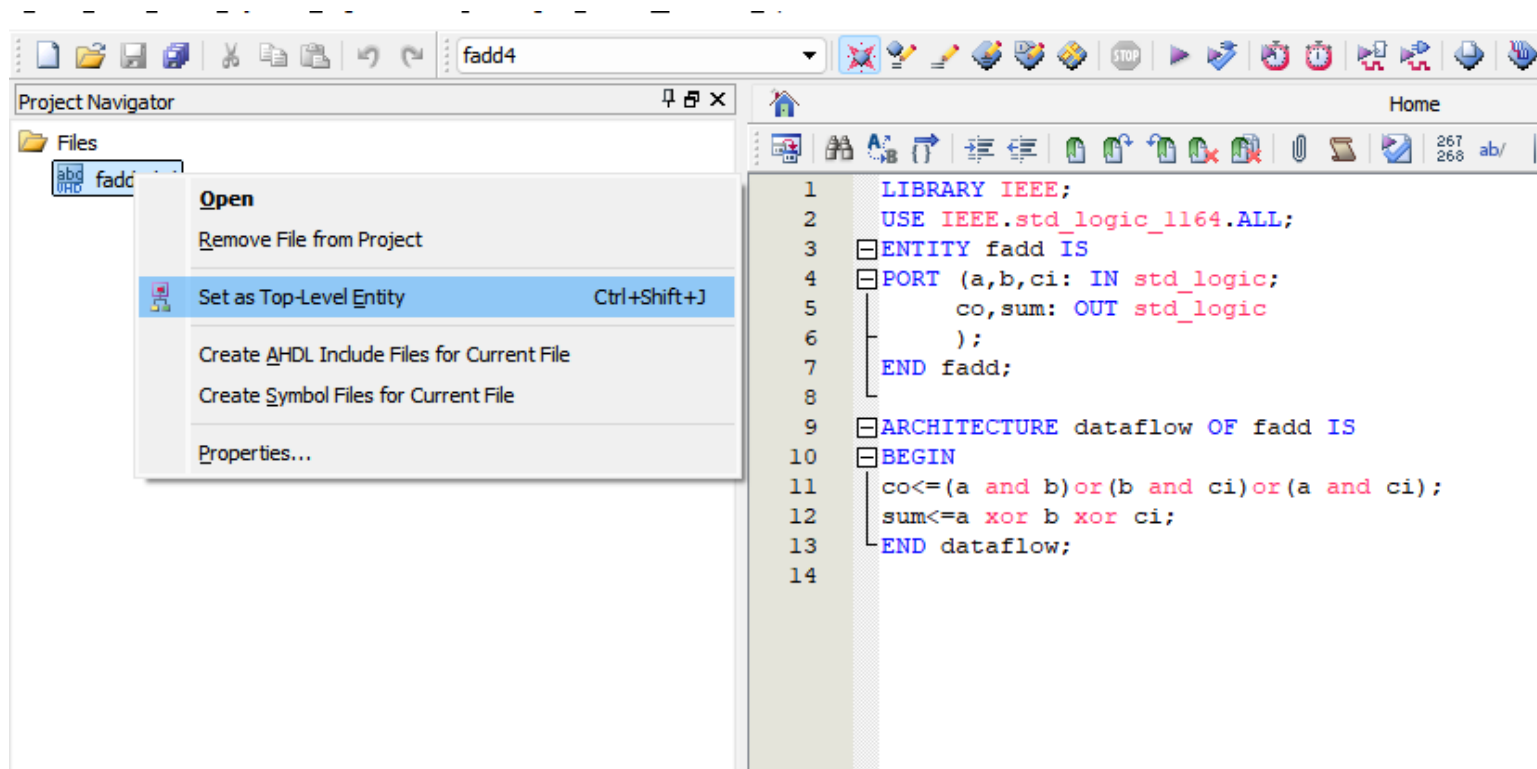 fadd4
Project Navigator
Home
Files
267
268
ab/
abd
VHD
fadd
Open
Remove File from Project
Set as Top-Level Entity Ctrl+Shift+J
Create AHDL Include Files for Current File
Create Symbol Files for Current File
Properties...
STOP
1 LIBRARY IEEE;
2 USE IEEE.std_logic_1164.ALL;
3 ENTITY fadd IS
4 PORT (a,b,ci: IN std_logic;
5 co,sum: OUT std_logic
6 );
7 END fadd;
8
9 ARCHITECTURE dataflow OF fadd IS
10 BEGIN
11 co<=(a and b)or(b and ci)or(a and ci);
12 sum<=a xor b xor ci;
13 END dataflow;
14